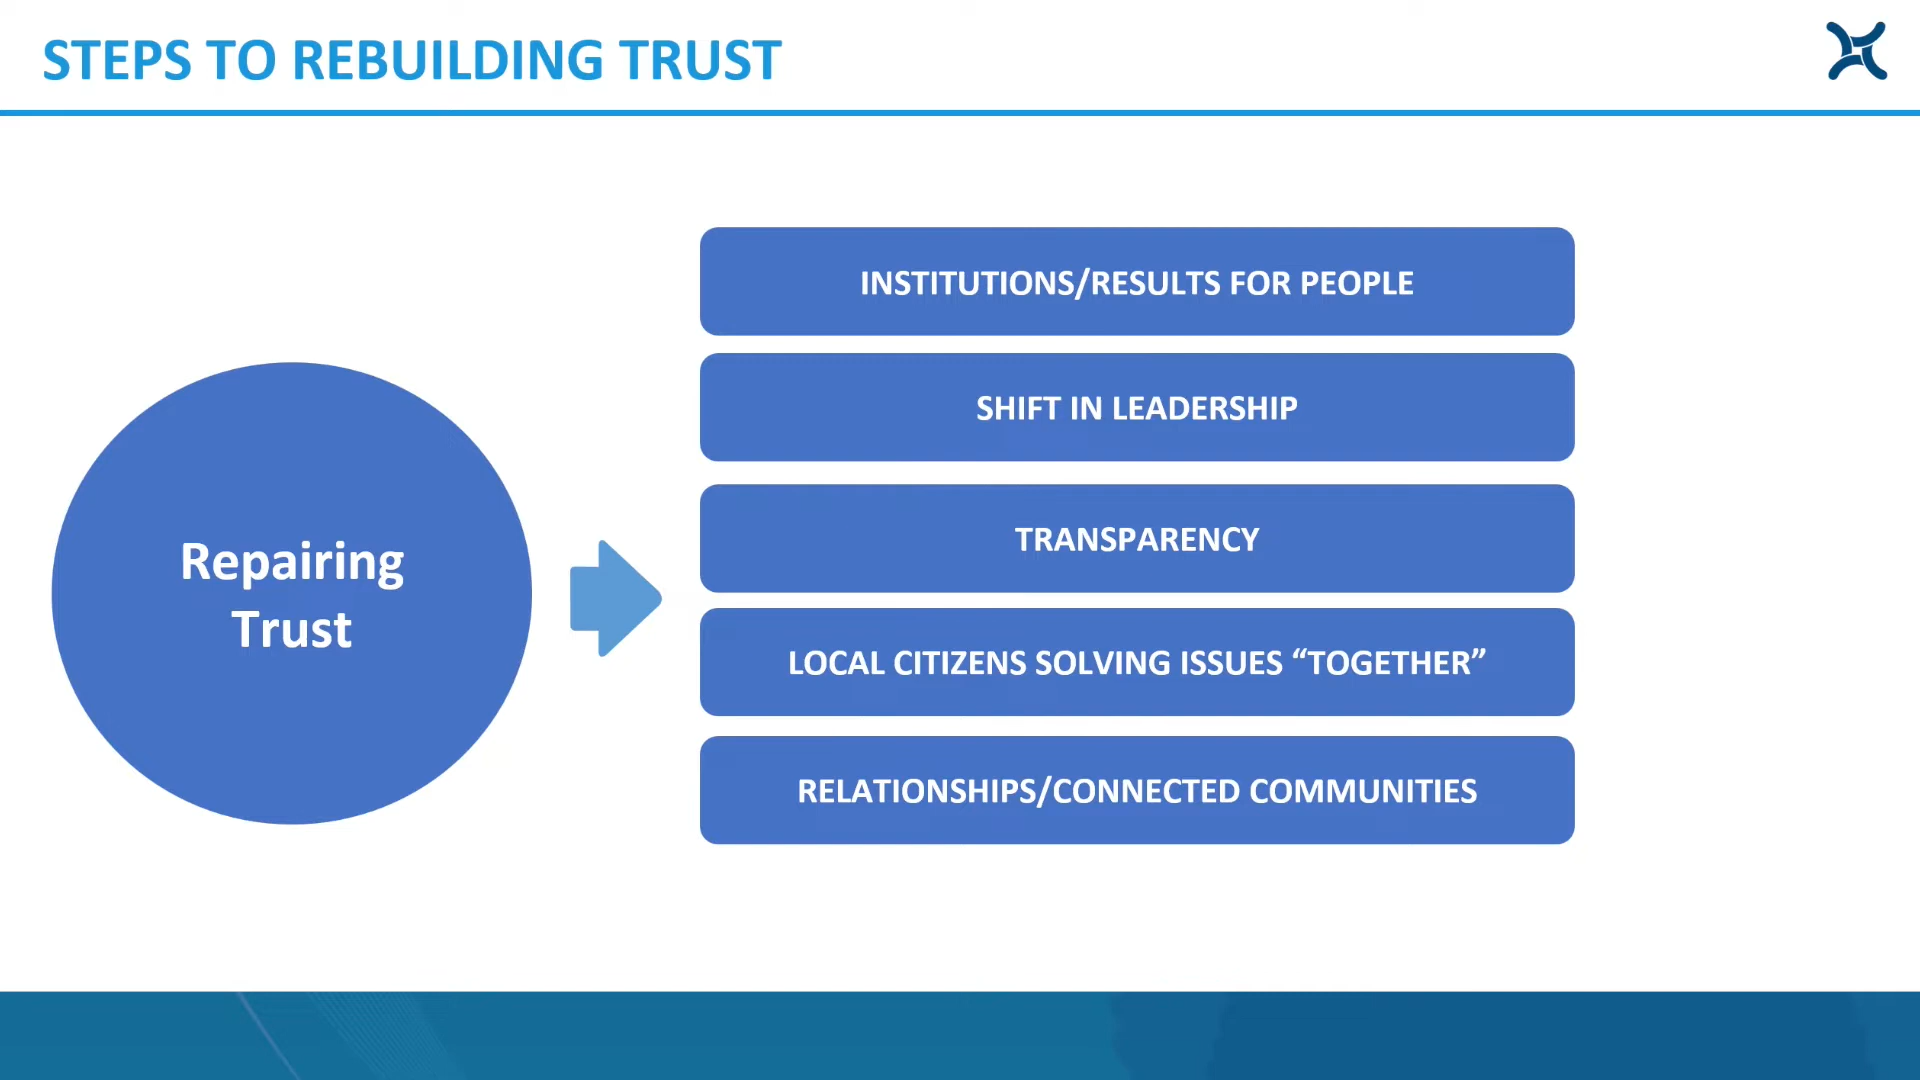 STEPS TO REBUILDING TRUST
Repairing
Trust
INSTITUTIONS/RESULTS FOR PEOPLE
SHIFT IN LEADERSHIP
TRANSPARENCY
LOCAL CITIZENS SOLVING ISSUES “TOGETHER”
RELATIONSHIPS/CONNECTED COMMUNITIES